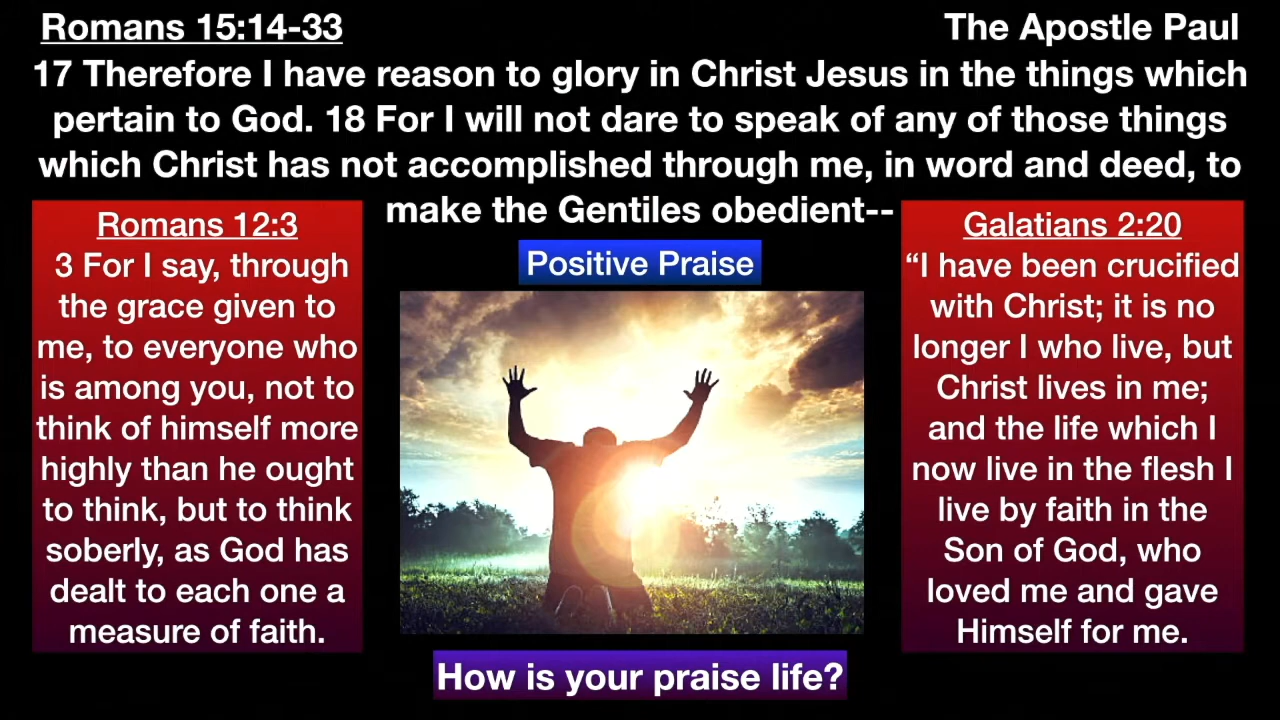 Romans 15:14-33
The Apostle Paul
17 Therefore I have reason to glory in Christ Jesus in the things which
pertain to God. 18 For I will not dare to speak of any of those things
which Christ has not accomplished through me, in word and deed, to
make the Gentiles obedient--
Romans 12:3
3 For I say, through
the grace given to
me, to everyone who
is among you, not to
think of himself more
highly than he ought
to think, but to think
soberly, as God has
dealt to each one a
measure of faith.
Positive Praise
How is your praise life?
Galatians 2:20
“I have been crucified
with Christ; it is no
longer I who live, but
Christ lives in me;
and the life which I
now live in the flesh I
live by faith in the
Son of God, who
loved me and gave
Himself for me.